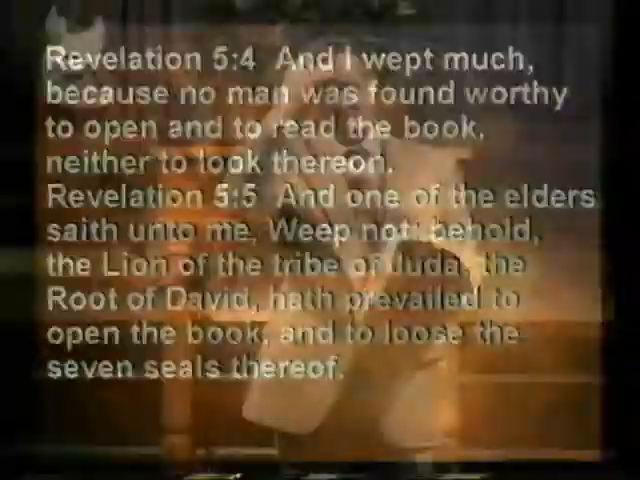 Revelation 5:4 And I wept much,
because no man was found worthy
to open and to read the book,
neither to look thereon.
Revelation 5:5 And one of the elders
saith unto me, Weep not: behold,
the Lion of the tribe of Juda, the
Root of David, hath prevailed to
open the book, and to loose the
seven seals thereof.